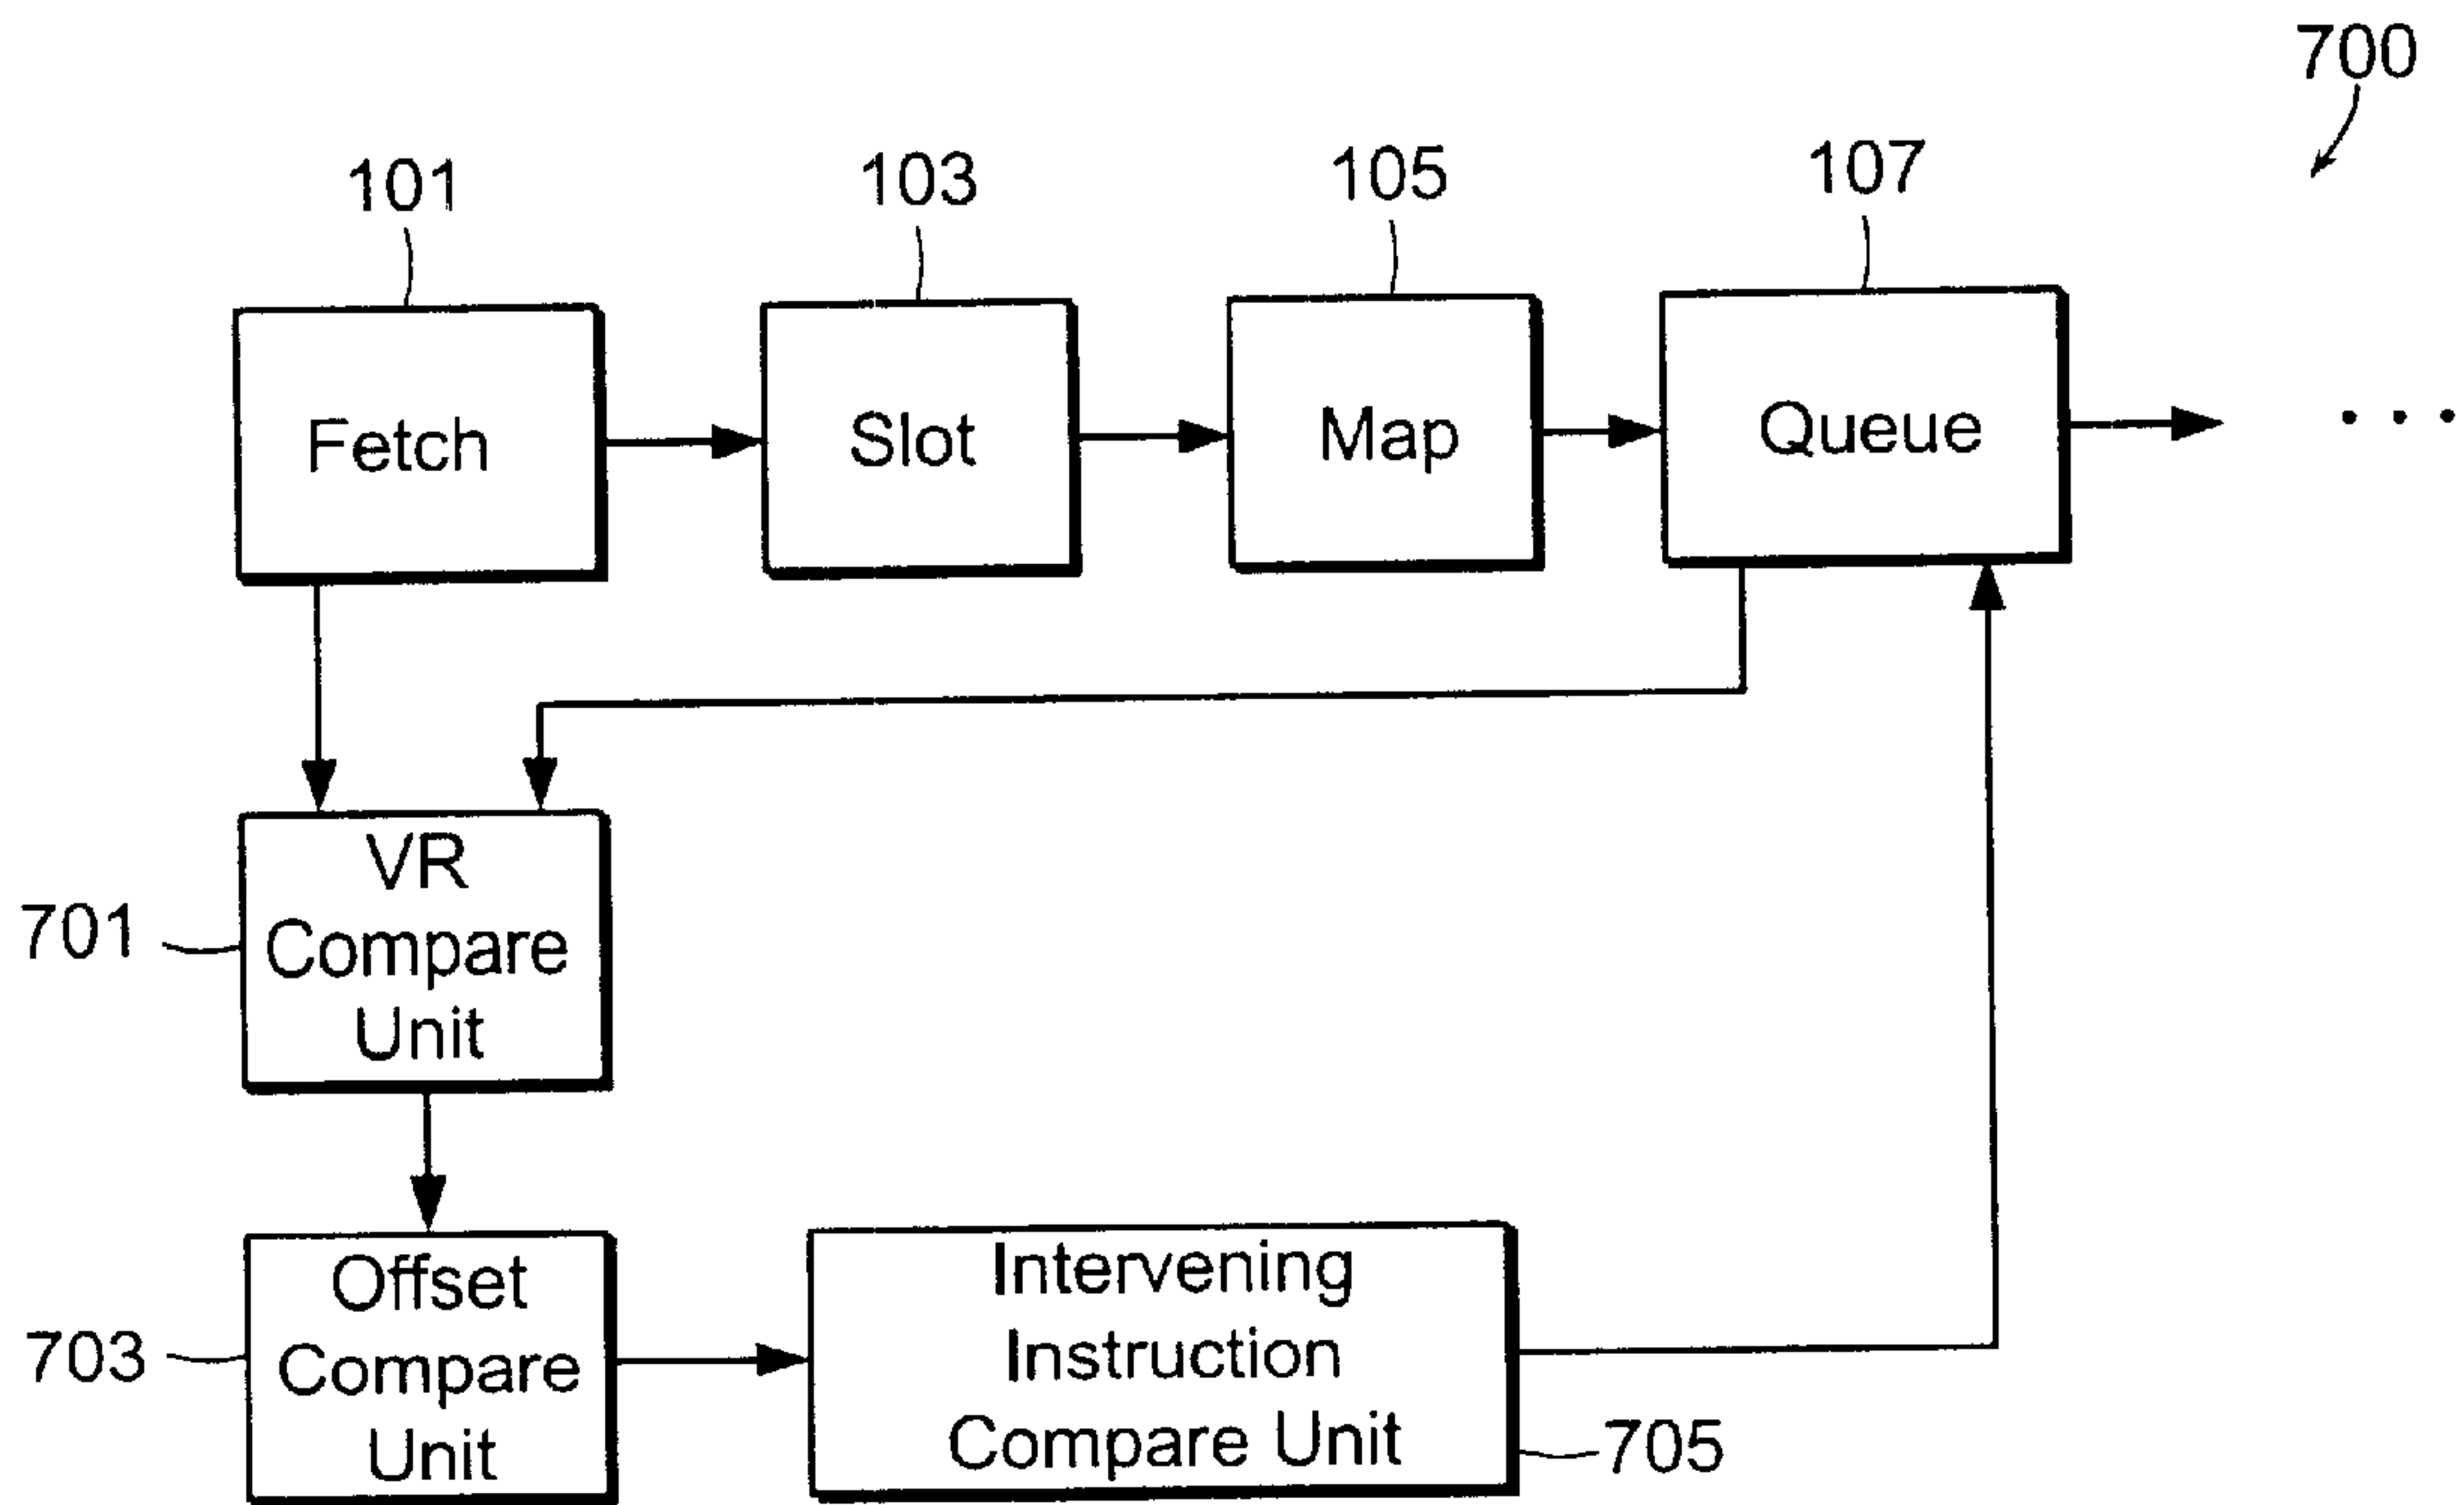 700
101
103
105
107
Fetch
Slot
Map
Queue
. . .
VR
Compare
Unit
701
Offset
Compare
Unit
703
Intervening
Instruction
Compare Unit
705